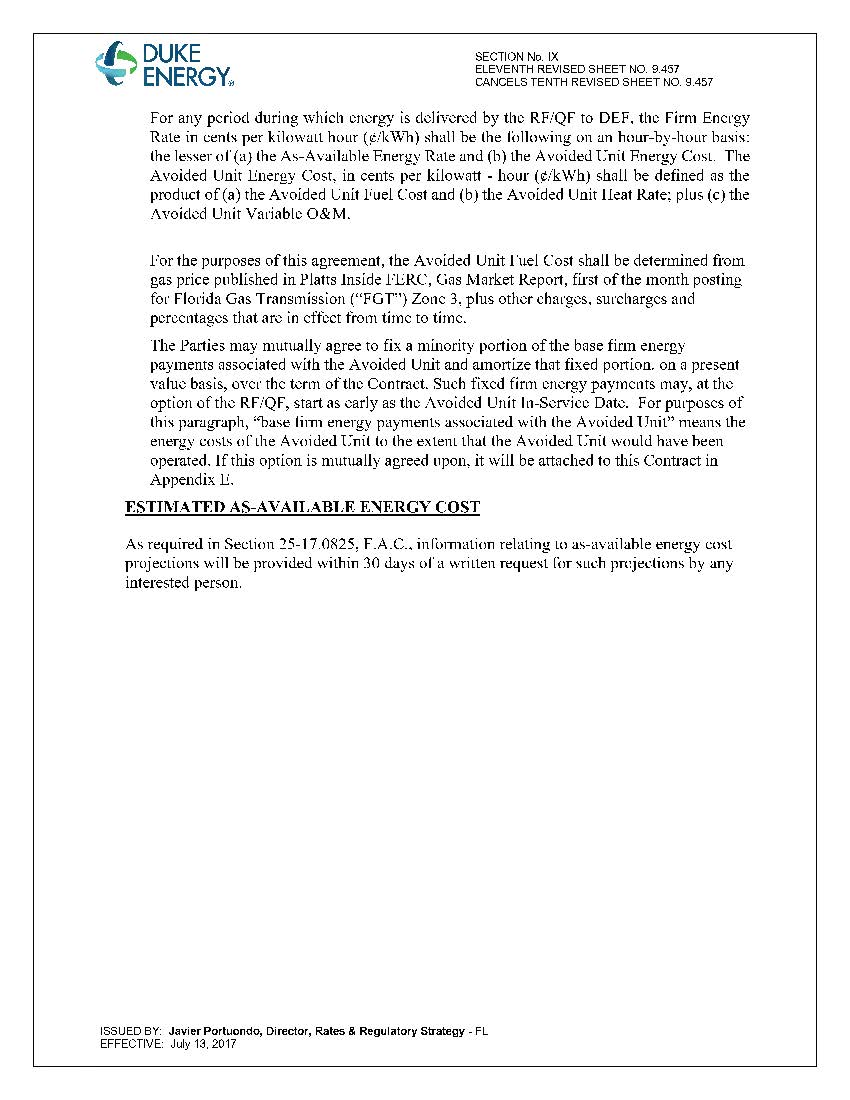 DUKE
ENERGY®
SECTION No. IX
ELEVENTH REVISED SHEET NO. 9.457
CANCELS TENTH REVISED SHEET NO. 9.457
For any period during which energy is delivered by the RF/QF to DEF, the Firm Energy
Rate in cents per kilowatt hour (¢/kWh) shall be the following on an hour-by-hour basis:
the lesser of (a) the As-Available Energy Rate and (b) the Avoided Unit Energy Cost.  The
Avoided Unit Energy Cost, in cents per kilowatt - hour (¢/kWh) shall be defined as the
product of (a) the Avoided Unit Fuel Cost and (b) the Avoided Unit Heat Rate; plus (c) the
Avoided Unit Variable O&M.
For the purposes of this agreement, the Avoided Unit Fuel Cost shall be determined from
gas price published in Platts Inside FERC, Gas Market Report, first of the month posting
for Florida Gas Transmission (“FGT”) Zone 3, plus other charges, surcharges and
percentages that are in effect from time to time.
The Parties may mutually agree to fix a minority portion of the base firm energy
payments associated with the Avoided Unit and amortize that fixed portion, on a present
value basis, over the term of the Contract. Such fixed firm energy payments may, at the
option of the RF/QF, start as early as the Avoided Unit In-Service Date.  For purposes of
this paragraph, “base firm energy payments associated with the Avoided Unit” means the
energy costs of the Avoided Unit to the extent that the Avoided Unit would have been
operated. If this option is mutually agreed upon, it will be attached to this Contract in
Appendix E.
ESTIMATED AS-AVAILABLE ENERGY COST
As required in Section 25-17.0825, F.A.C., information relating to as-available energy cost
projections will be provided within 30 days of a written request for such projections by any
interested person.
ISSUED BY:  Javier Portuondo, Director, Rates & Regulatory Strategy - FL
EFFECTIVE:  July 13, 2017